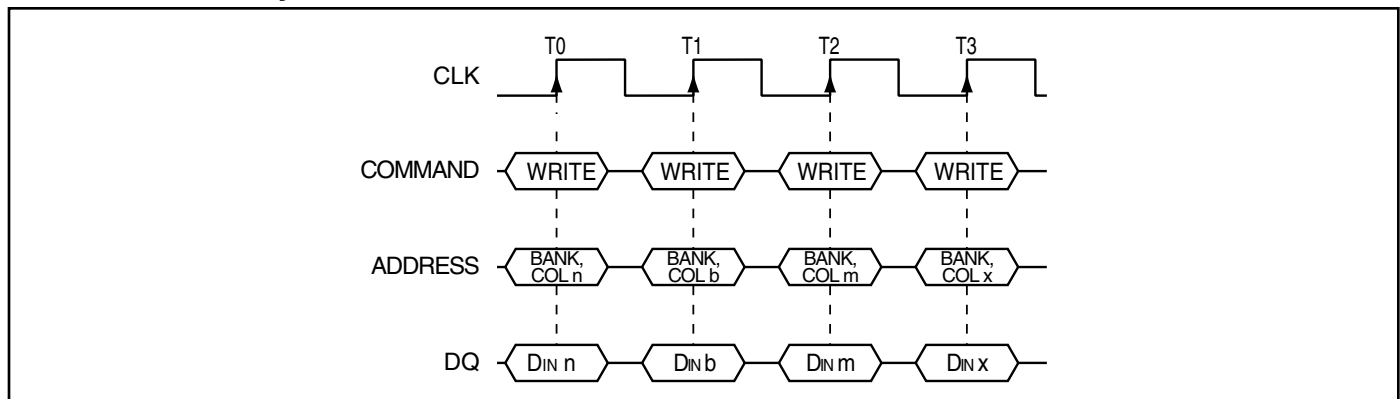 T0 T1 T2 T3
CLK
COMMAND WRITE WRITE WRITE WRITE
ADDRESS BANK, COL n BANK, COL b BANK, COL m BANK, COL x
DQ DIN n DIN b DIN m DIN x